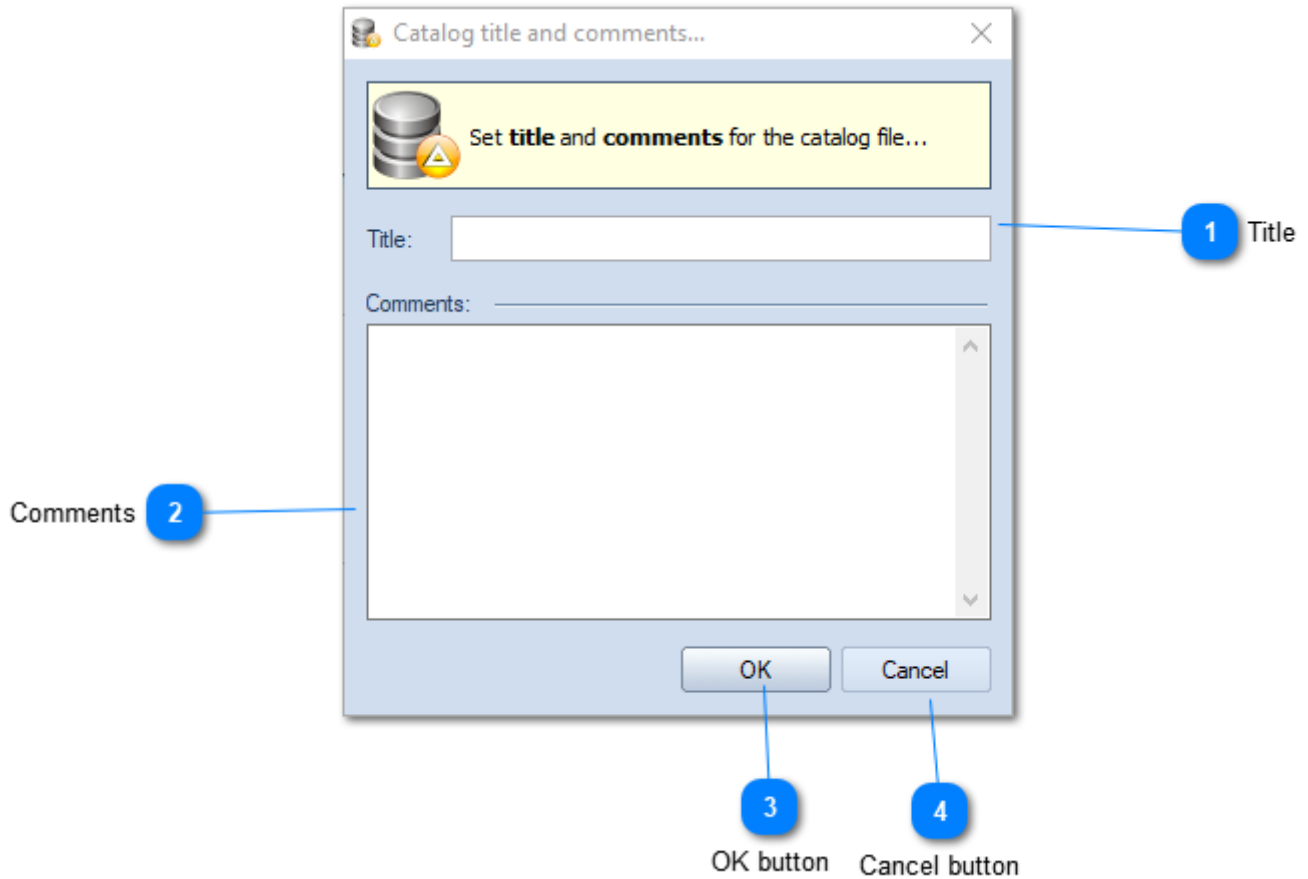 Catalog title and comments...
Set title and comments for the catalog file...
Title:
1 Title
Comments:
Comments 2
OK Cancel
3 4
OK button Cancel button